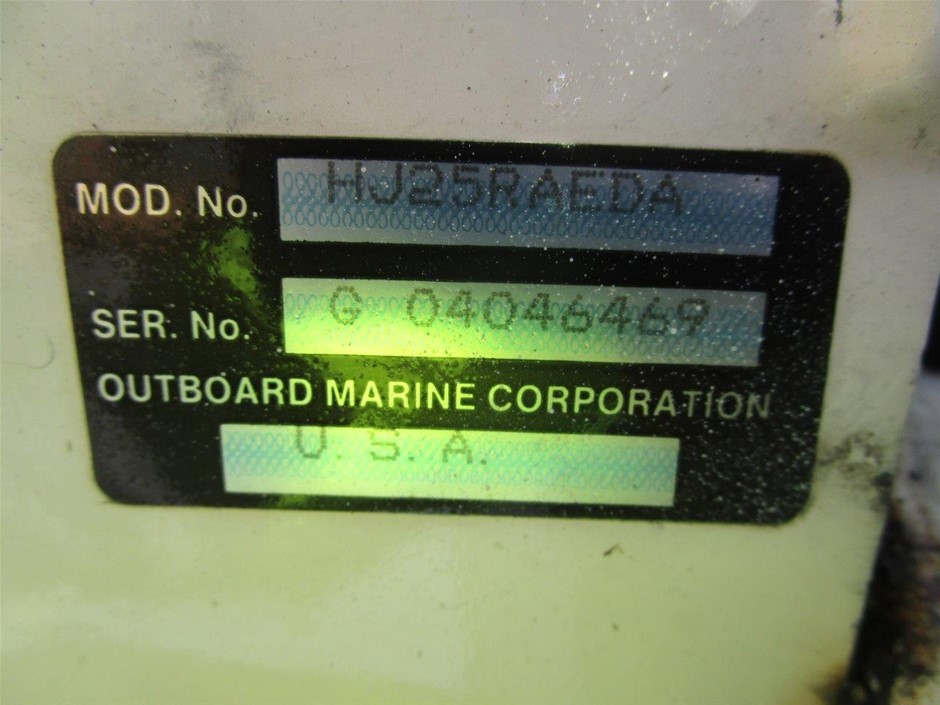 MOD. No. HJ25RAEDA
SER. No. G 04046469
OUTBOARD MARINE CORPORATION
U. S. A.